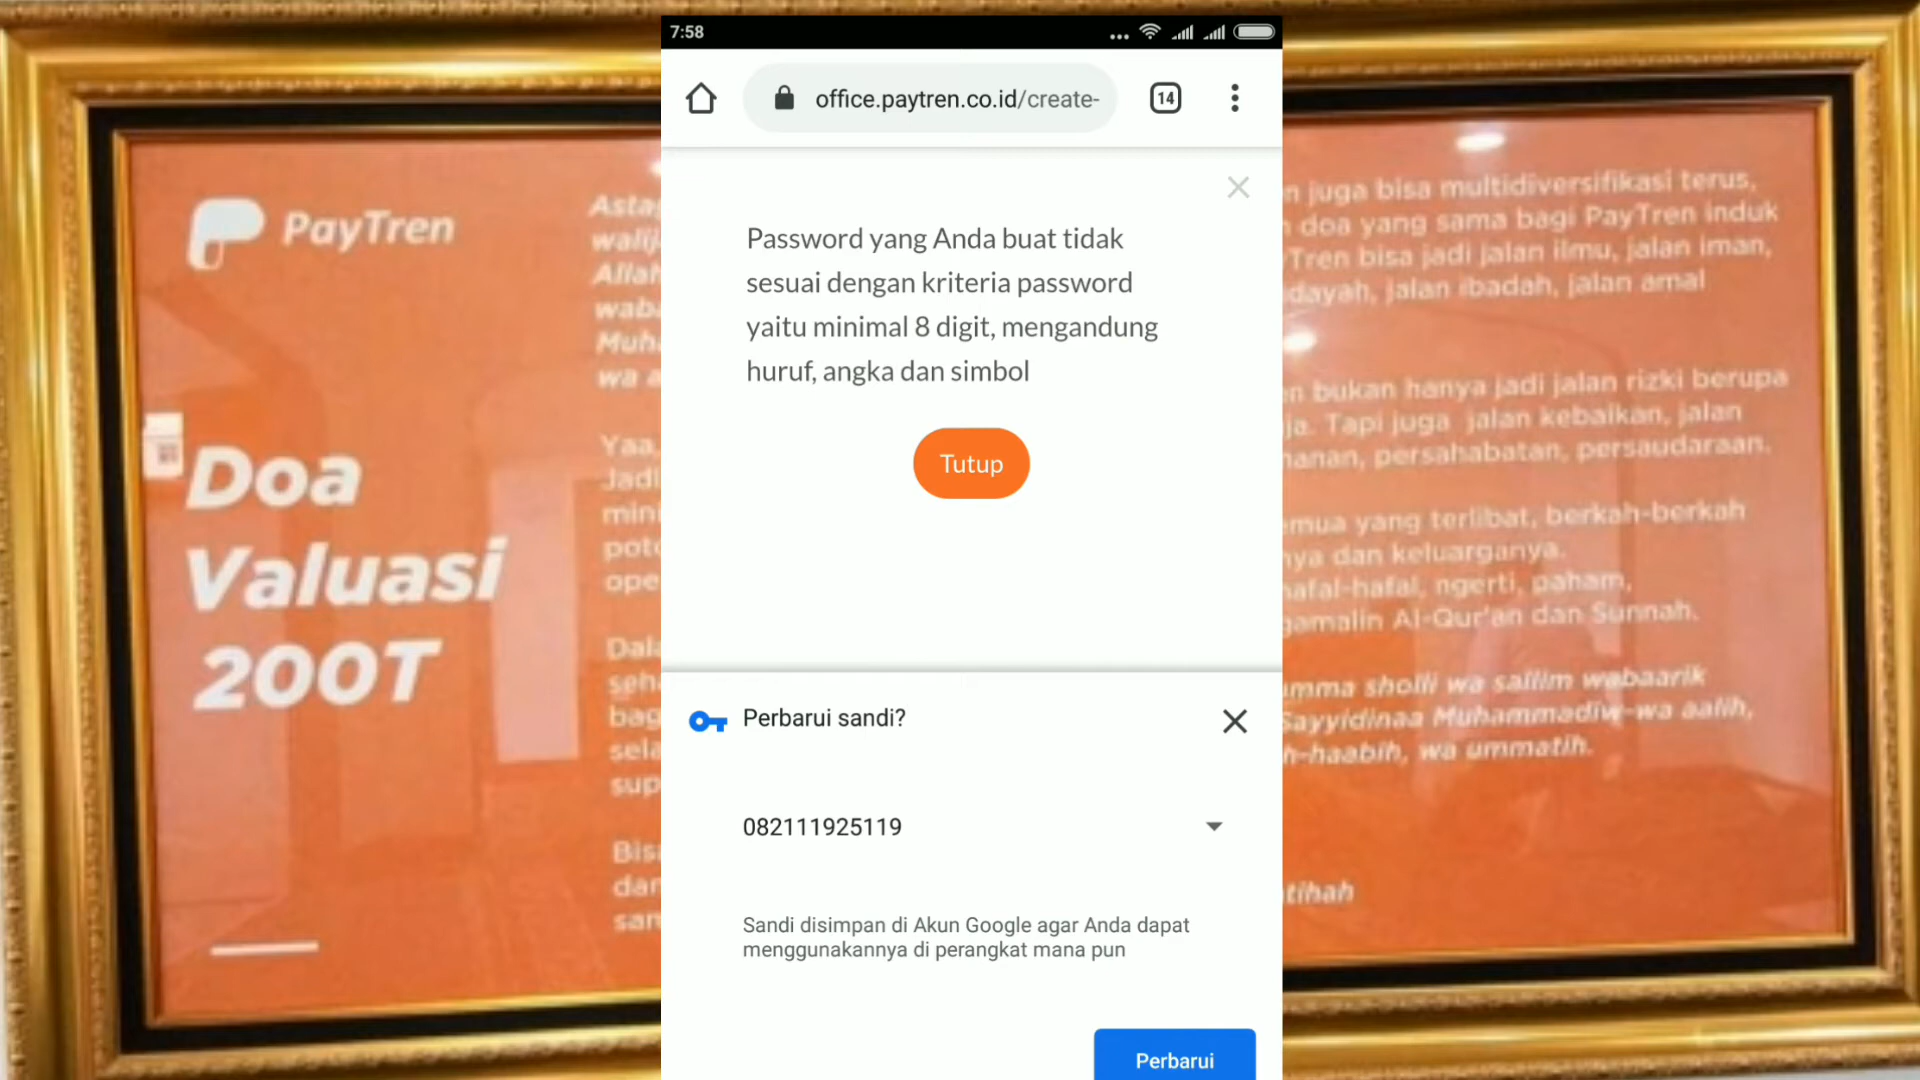 7:58
office.paytren.co.id/create-
14
Password yang Anda buat tidak
sesuai dengan kriteria password
yaitu minimal 8 digit, mengandung
huruf, angka dan simbol
Tutup
Perbarui sandi?
082111925119
Sandi disimpan di Akun Google agar Anda dapat
menggunakannya di perangkat mana pun
Perbarui
PayTren
Doa
Valuasi
200T
Yaa,
juga bisa multidiversifikasi terus,
doa yang sama bagi PayTren induk
bisa jadi jalan ilmu, jalan iman,
jalan ibadah, jalan amal
bukan hanya jadi jalan rizki berupa
Tapi juga jalan kebaikan, jalan
persahabatan, persaudaraan.
yang terlibat, berkah-berkah
dan keluarganya.
ngerti, paham,
Al-Qur'an dan Sunnah.
sholli wa sallim wabaarik
Sayyidinaa Muhammadiw-wa aalih,
wa ummatih.